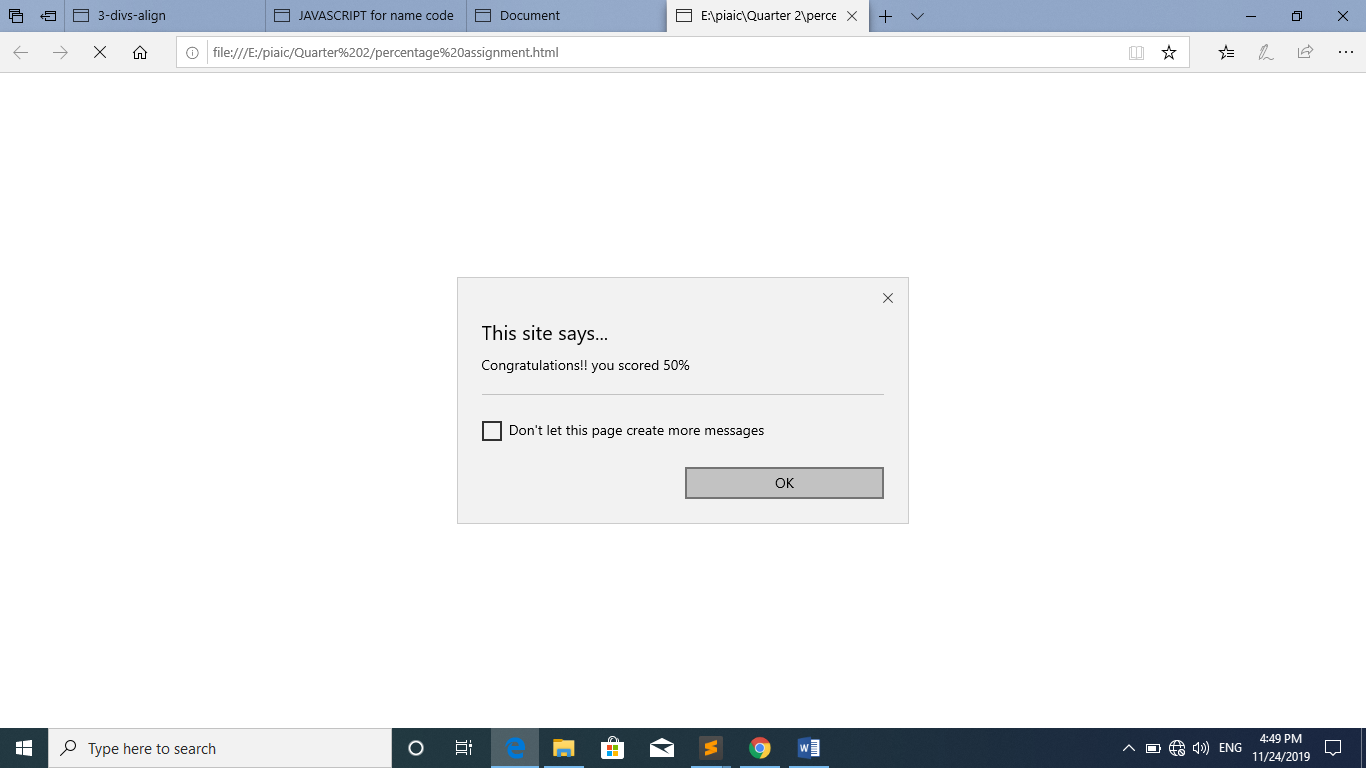 3-divs-align
JAVASCRIPT for name code
Document
E:\piaic\Quarter 2\perce
file:///E:/piaic/Quarter%202/percentage%20assignment.html
This site says...
Congratulations!! you scored 50%
Don't let this page create more messages
OK
Type here to search
ENG
4:49 PM
11/24/2019